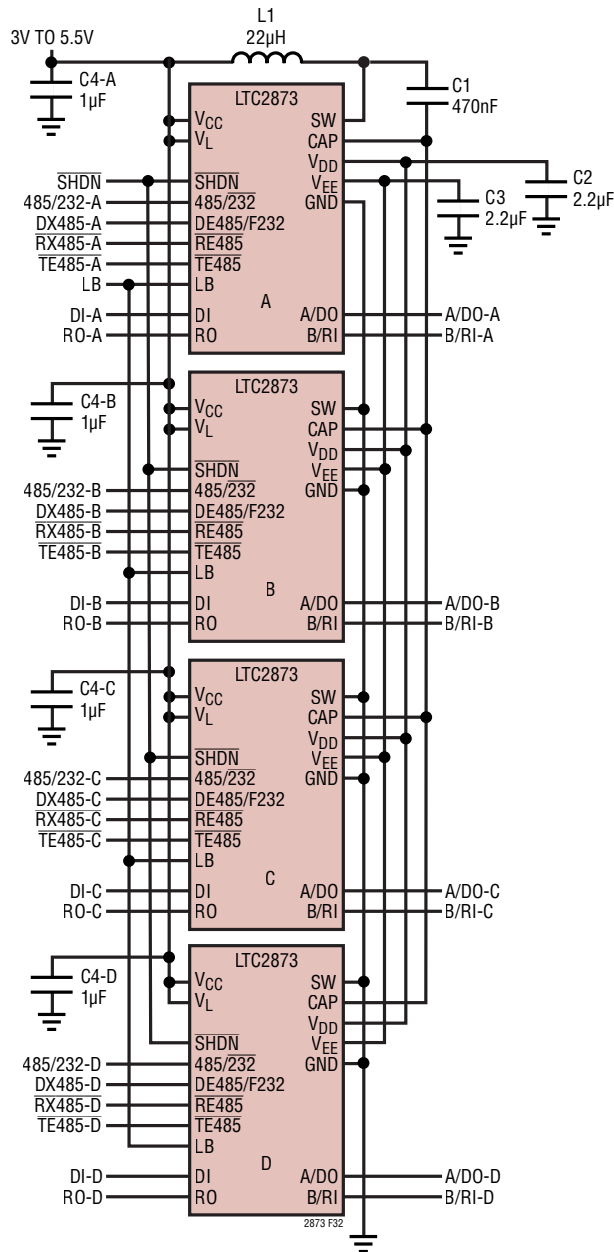 L1
22µH
3V TO 5.5V
C4-A
1µF
C1
470nF
LTC2873
VCC
VL
SHDN
485/232
DE485/F232
RE485
TE485
LB
DI
RO
A
SW
CAP
VDD
VEE
GND
A/DO
B/RI
SHDN
485/232-A
DX485-A
RX485-A
TE485-A
LB
DI-A
RO-A
C3
2.2µF
C2
2.2µF
A/DO-A
B/RI-A
C4-B
1µF
LTC2873
VCC
VL
SHDN
485/232
DE485/F232
RE485
TE485
LB
DI
RO
B
SW
CAP
VDD
VEE
GND
A/DO
B/RI
485/232-B
DX485-B
RX485-B
TE485-B
DI-B
RO-B
A/DO-B
B/RI-B
C4-C
1µF
LTC2873
VCC
VL
SHDN
485/232
DE485/F232
RE485
TE485
LB
DI
RO
C
SW
CAP
VDD
VEE
GND
A/DO
B/RI
485/232-C
DX485-C
RX485-C
TE485-C
DI-C
RO-C
A/DO-C
B/RI-C
C4-D
1µF
LTC2873
VCC
VL
SHDN
485/232
DE485/F232
RE485
TE485
LB
DI
RO
D
SW
CAP
VDD
VEE
GND
A/DO
B/RI
485/232-D
DX485-D
RX485-D
TE485-D
DI-D
RO-D
A/DO-D
B/RI-D
2873 F32